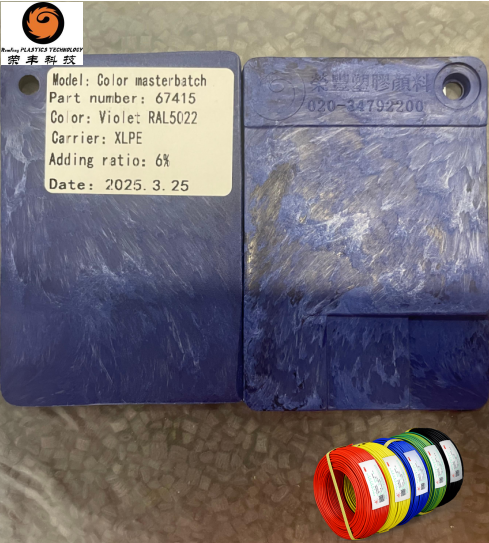 Rongfeng PLASTICS TECHNOLOGY
荣丰科技
Model: Color masterbatch
Part number: 67415
Color: Violet RAL5022
Carrier: XLPE
Adding ratio: 6%
Date: 2025.3.25
榮豐塑膠顔料
020-34792200